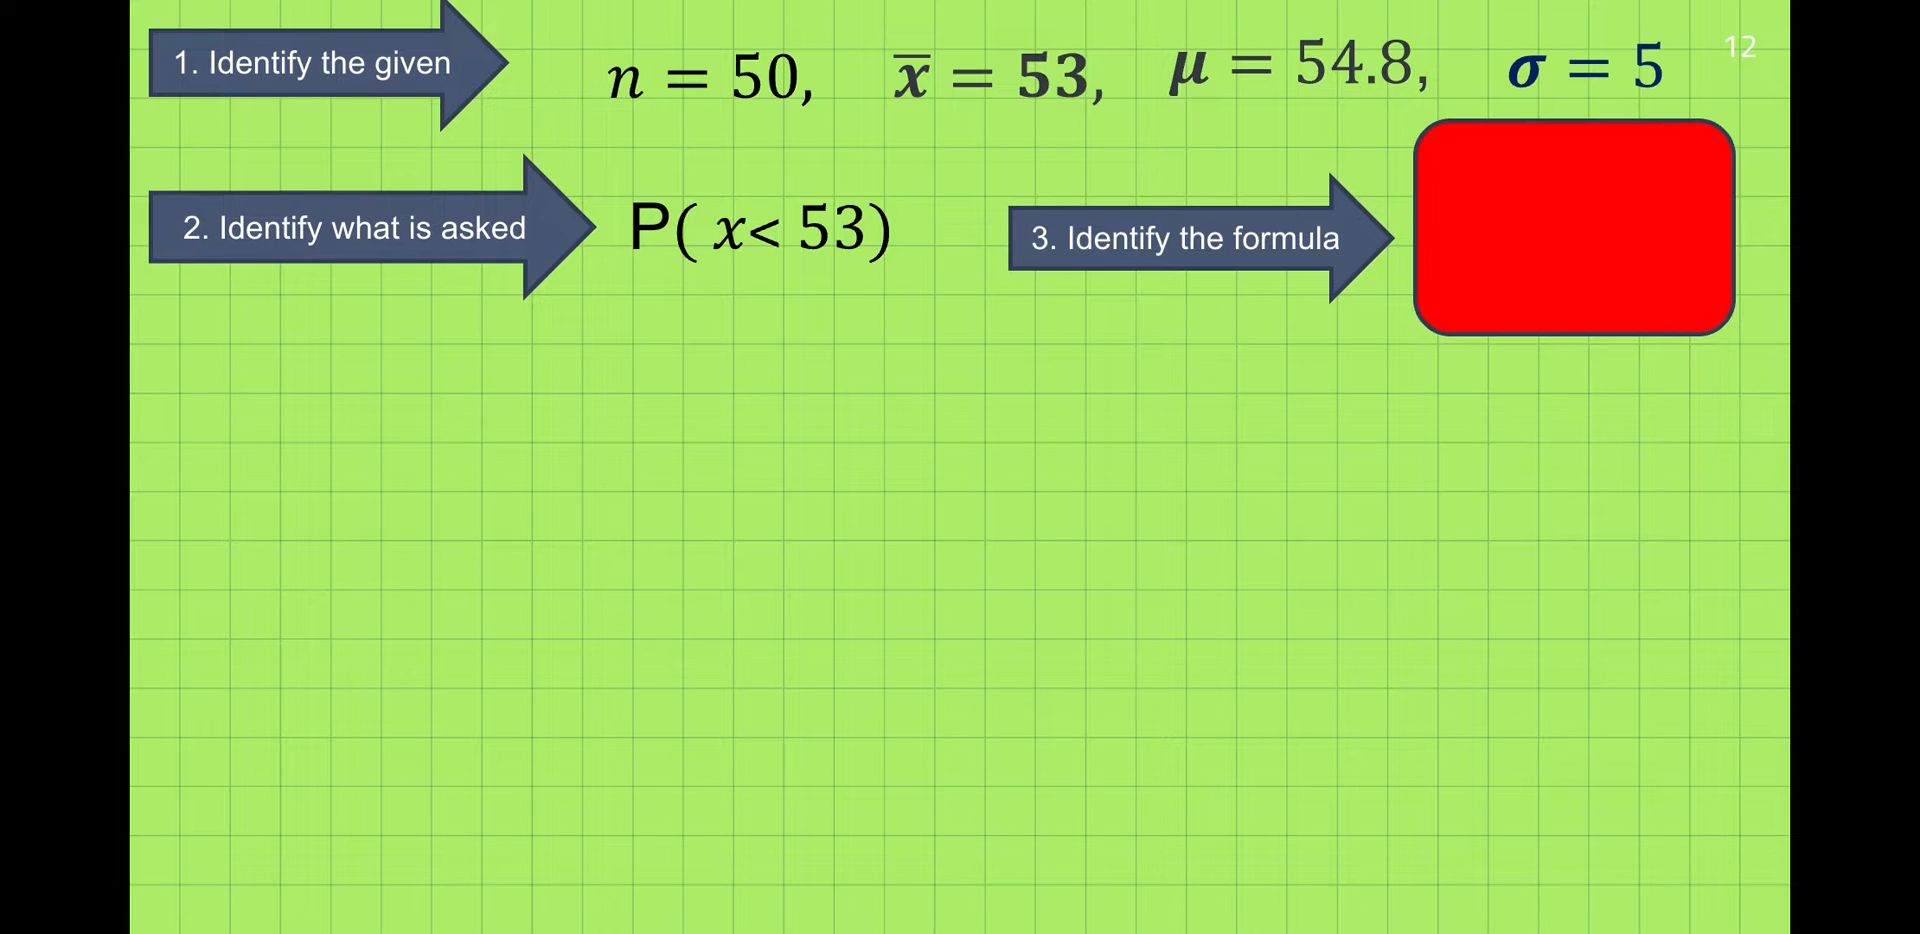 1. Identify the given
n = 50, x̅ = 53, μ = 54.8, σ = 5
12
2. Identify what is asked
P( x< 53)
3. Identify the formula